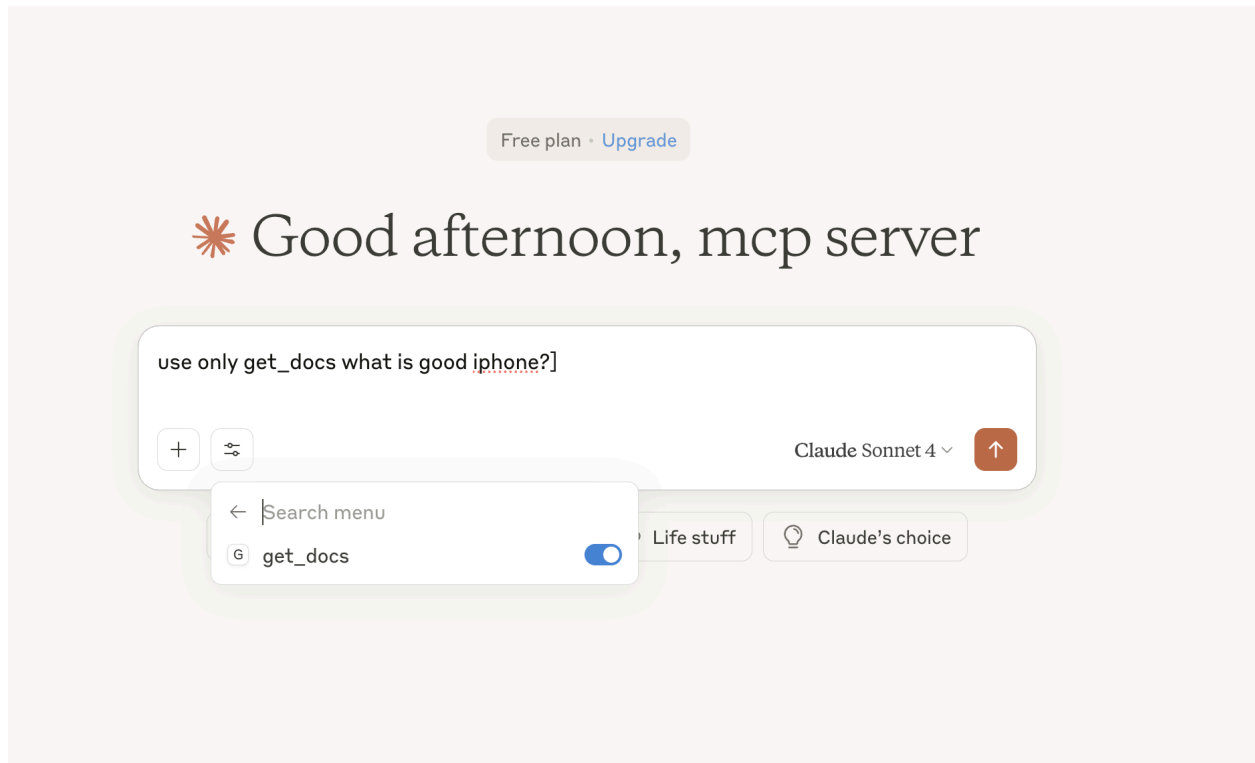 Free plan • Upgrade
Good afternoon, mcp server
use only get_docs what is good iphone?]
Claude Sonnet 4
Search menu
G get_docs
Life stuff
Claude's choice